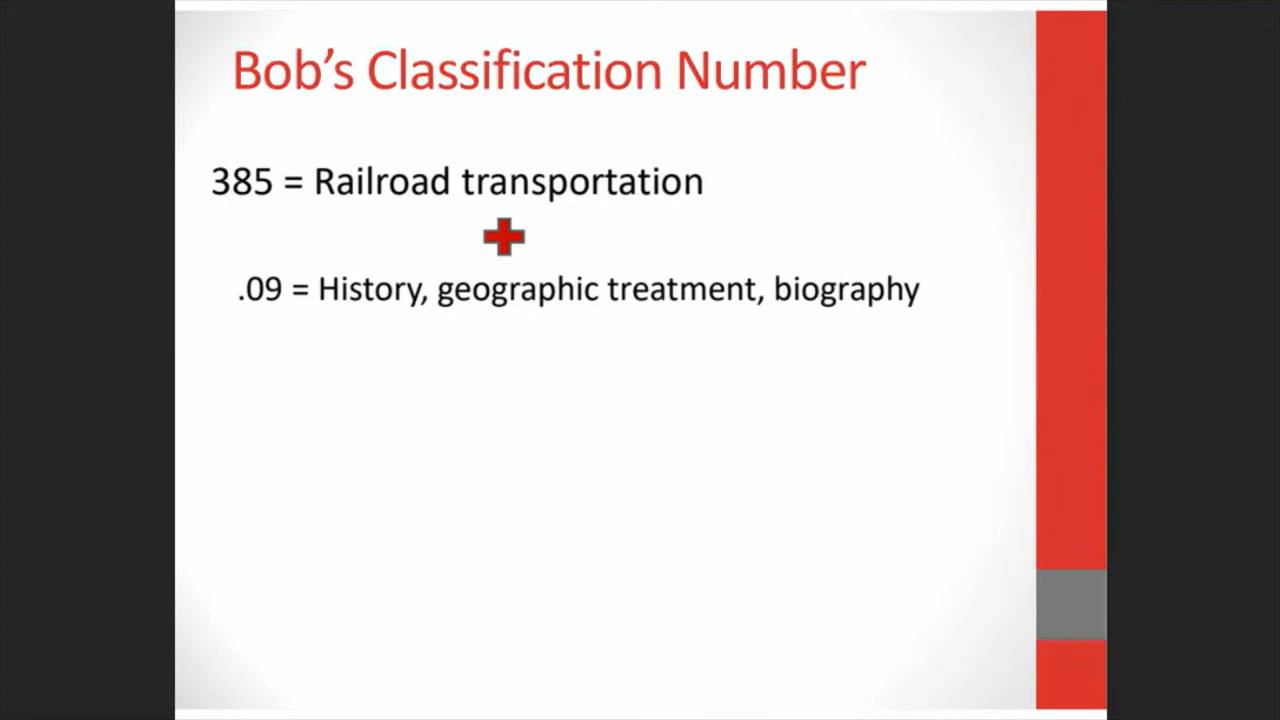 Bob’s Classification Number
385 = Railroad transportation
.09 = History, geographic treatment, biography